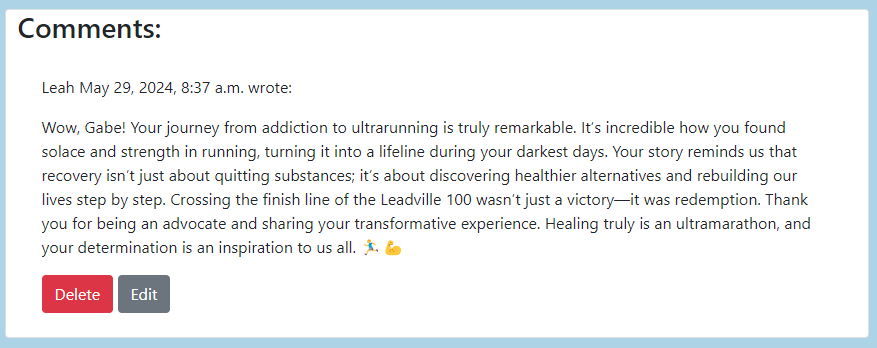 Comments:
Leah May 29, 2024, 8:37 a.m. wrote:
Wow, Gabe! Your journey from addiction to ultrarunning is truly remarkable. It’s incredible how you found
solace and strength in running, turning it into a lifeline during your darkest days. Your story reminds us that
recovery isn’t just about quitting substances; it’s about discovering healthier alternatives and rebuilding our
lives step by step. Crossing the finish line of the Leadville 100 wasn’t just a victory—it was redemption. Thank
you for being an advocate and sharing your transformative experience. Healing truly is an ultramarathon, and
your determination is an inspiration to us all. 🏃‍♂️ 💪
Delete Edit